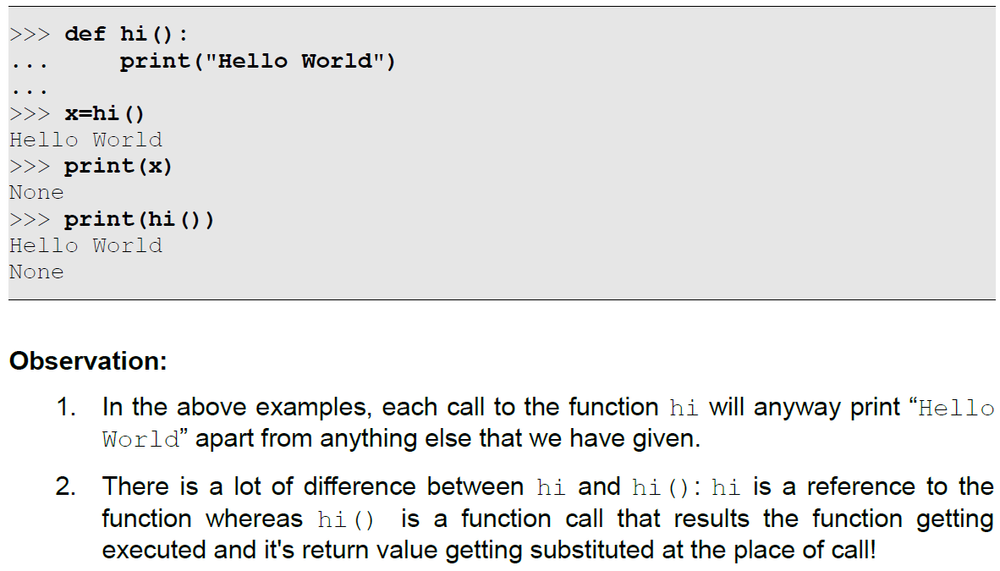 >>> def hi():
...     print("Hello World")
...
>>> x=hi()
Hello World
>>> print(x)
None
>>> print(hi())
Hello World
None
Observation:
1. In the above examples, each call to the function hi will anyway print “Hello
World” apart from anything else that we have given.
2. There is a lot of difference between hi and hi(): hi is a reference to the
function whereas hi() is a function call that results the function getting
executed and it's return value getting substituted at the place of call!